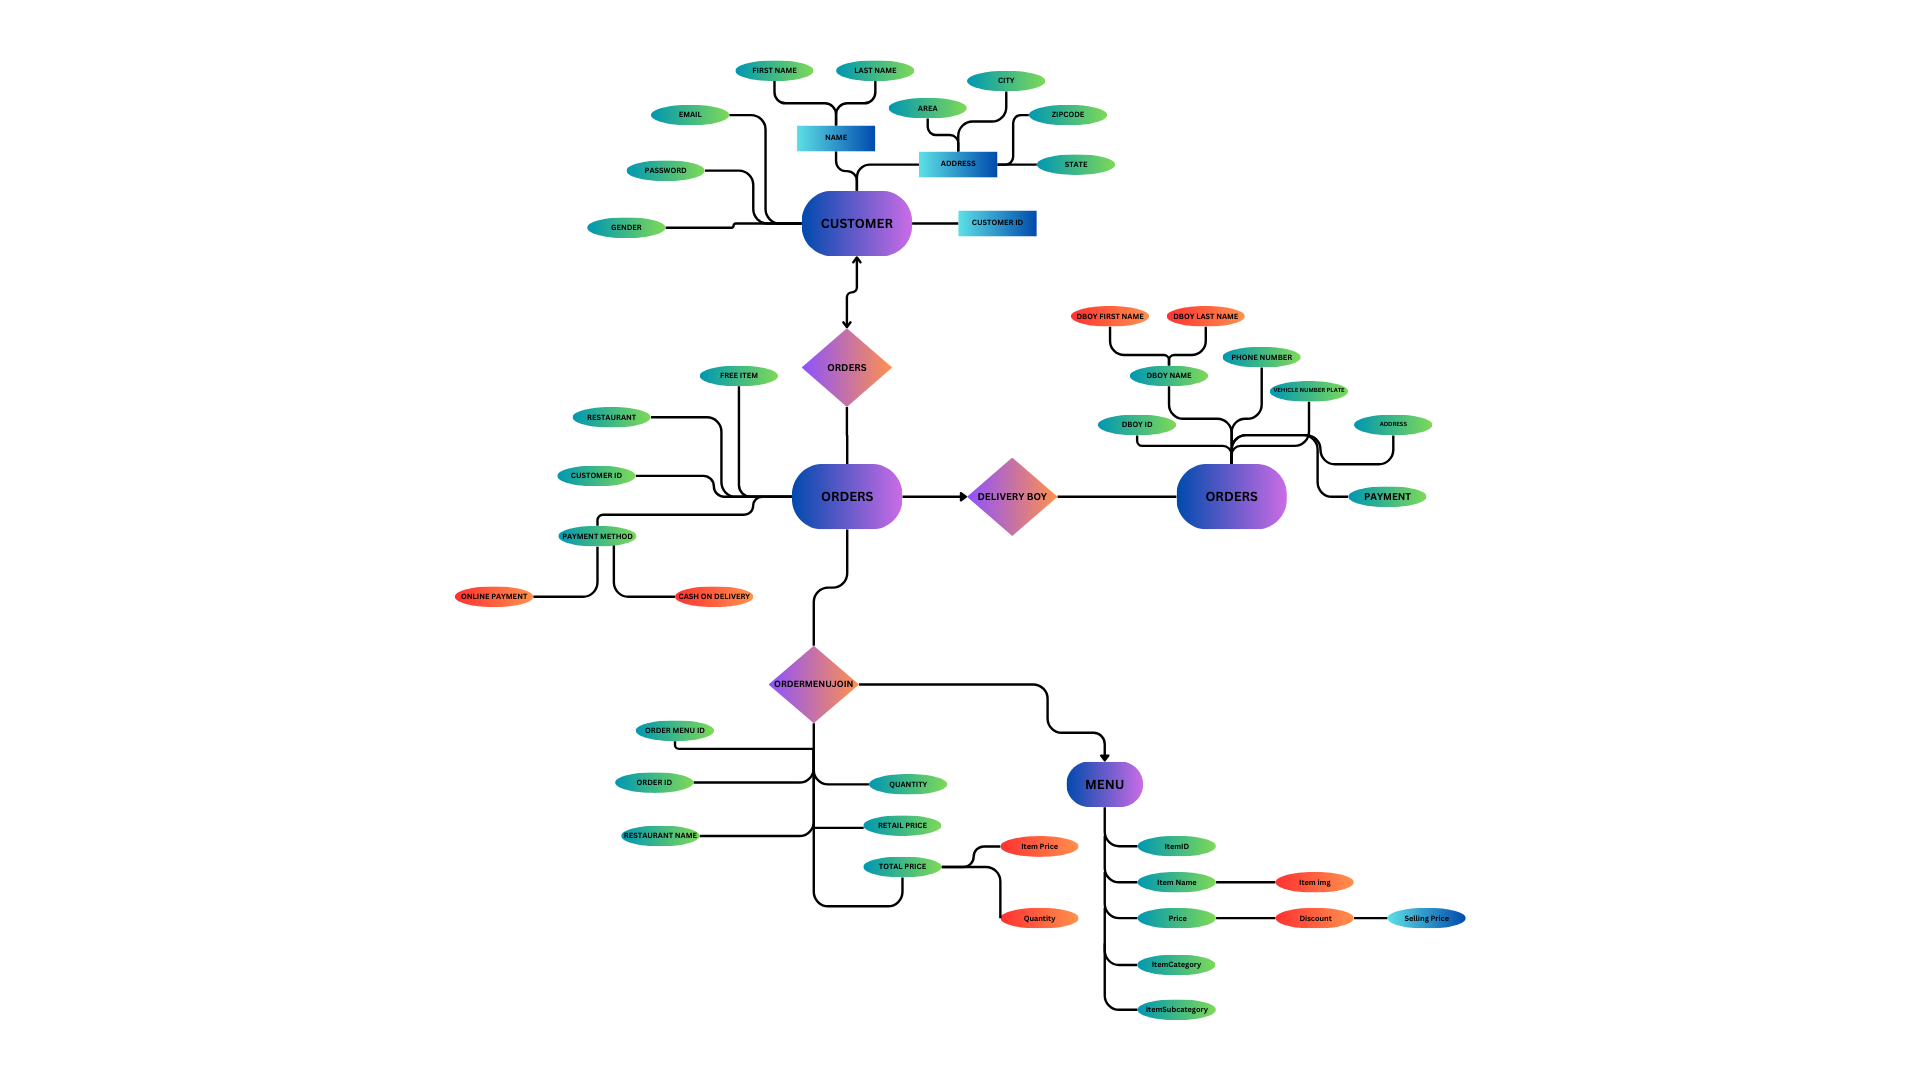 FIRST NAME
LAST NAME
CITY
AREA
EMAIL
ZIPCODE
NAME
ADDRESS
STATE
PASSWORD
CUSTOMER
CUSTOMER ID
GENDER
DBOY FIRST NAME
DBOY LAST NAME
PHONE NUMBER
ORDERS
FREE ITEM
DBOY NAME
VEHICLE NUMBER PLATE
RESTAURANT
DBOY ID
ADDRESS
CUSTOMER ID
ORDERS
DELIVERY BOY
ORDERS
PAYMENT
PAYMENT METHOD
ONLINE PAYMENT
CASH ON DELIVERY
ORDERMENUJOIN
ORDER MENU ID
ORDER ID
QUANTITY
MENU
RETAIL PRICE
RESTAURANT NAME
Item Price
ItemID
TOTAL PRICE
Item Name
Item img
Quantity
Price
Discount
Selling Price
ItemCategory
ItemSubcategory